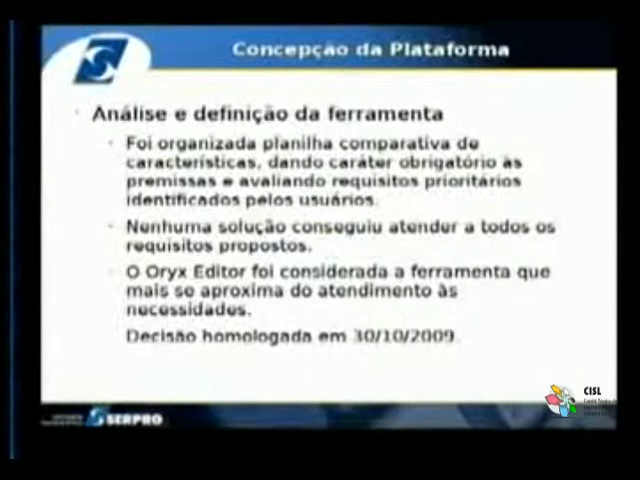 Concepção da Plataforma
Análise e definição da ferramenta
Foi organizada planilha comparativa de
características, dando caráter obrigatório às
premissas e avaliando requisitos prioritários
identificados pelos usuários.
Nenhuma solução conseguiu atender a todos os
requisitos propostos.
O Oryx Editor foi considerada a ferramenta que
mais se aproxima do atendimento às
necessidades.
Decisão homologada em 30/10/2009.
CISL
SERPRO